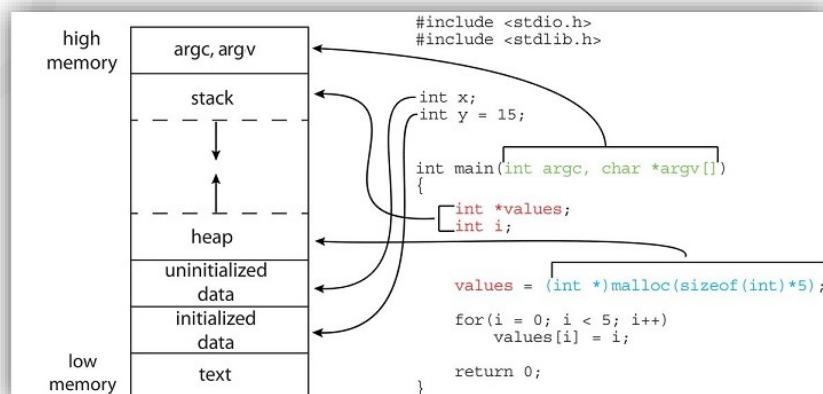 high
memory
argc, argv
stack
heap
uninitialized
data
initialized
data
low
memory
text
#include <stdio.h>
#include <stdlib.h>
int x;
int y = 15;
int main(int argc, char *argv[])
{
int *values;
int i;
values = (int *)malloc(sizeof(int)*5);
for(i = 0; i < 5; i++)
values[i] = i;
return 0;
}